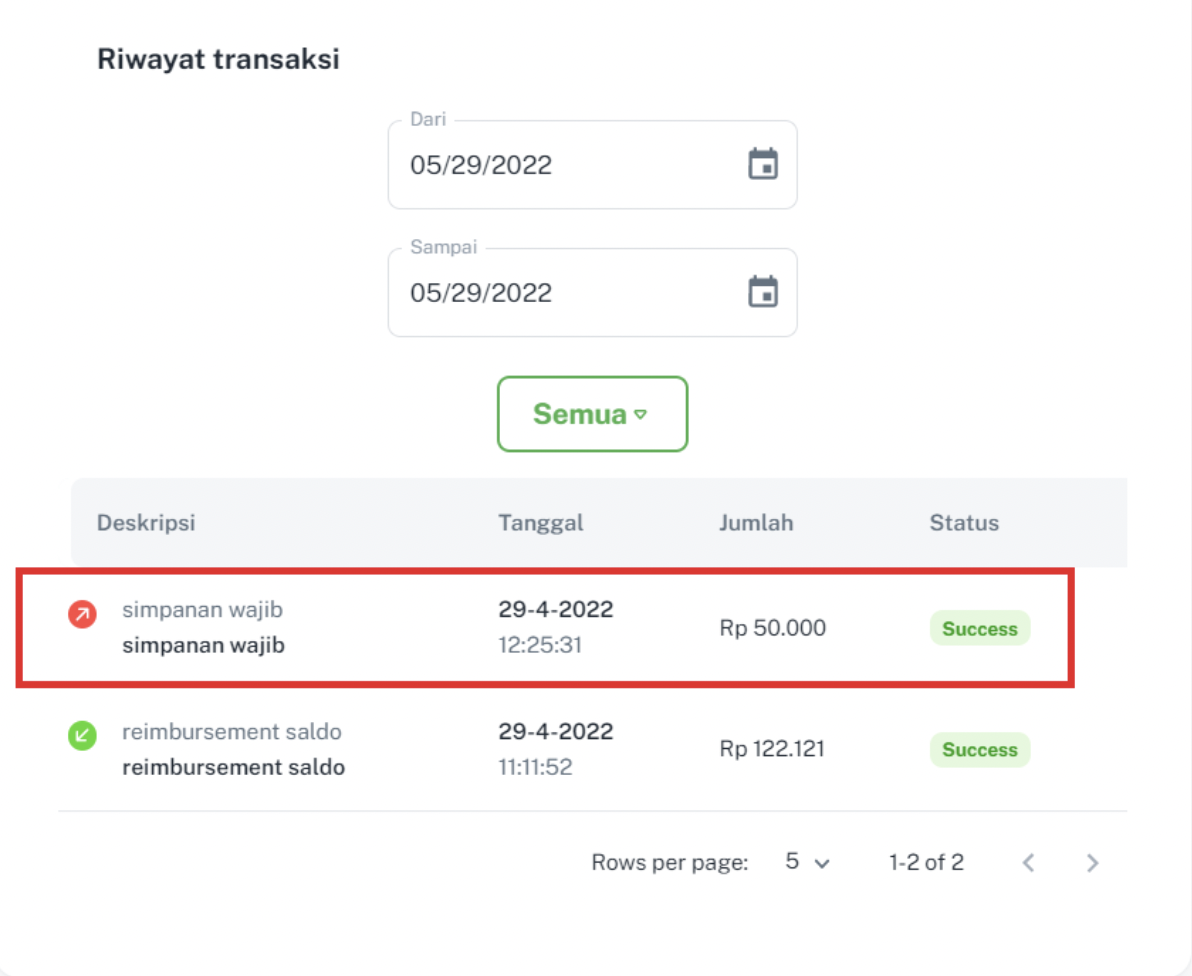 Riwayat transaksi
Dari
05/29/2022
Sampai
05/29/2022
Semua
Deskripsi Tanggal Jumlah Status
simpanan wajib 29-4-2022
Rp 50.000 Success
simpanan wajib 12:25:31
reimbursement saldo 29-4-2022
Rp 122.121 Success
reimbursement saldo 11:11:52
Rows per page: 5 1-2 of 2